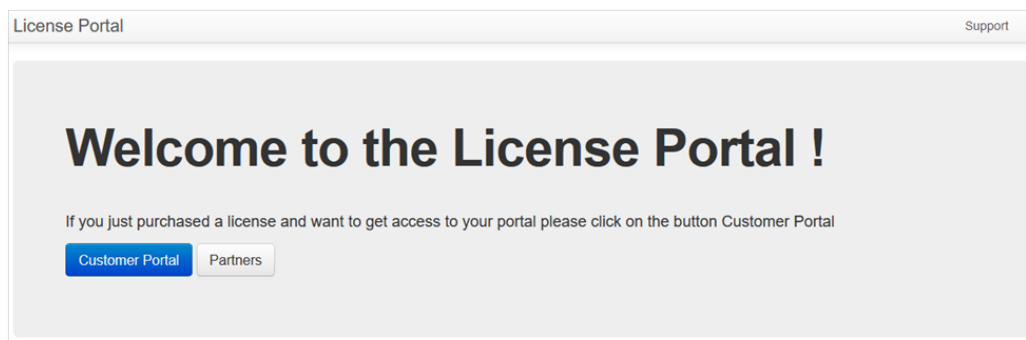 License Portal
Support
Welcome to the License Portal !
If you just purchased a license and want to get access to your portal please click on the button Customer Portal
Customer Portal
Partners